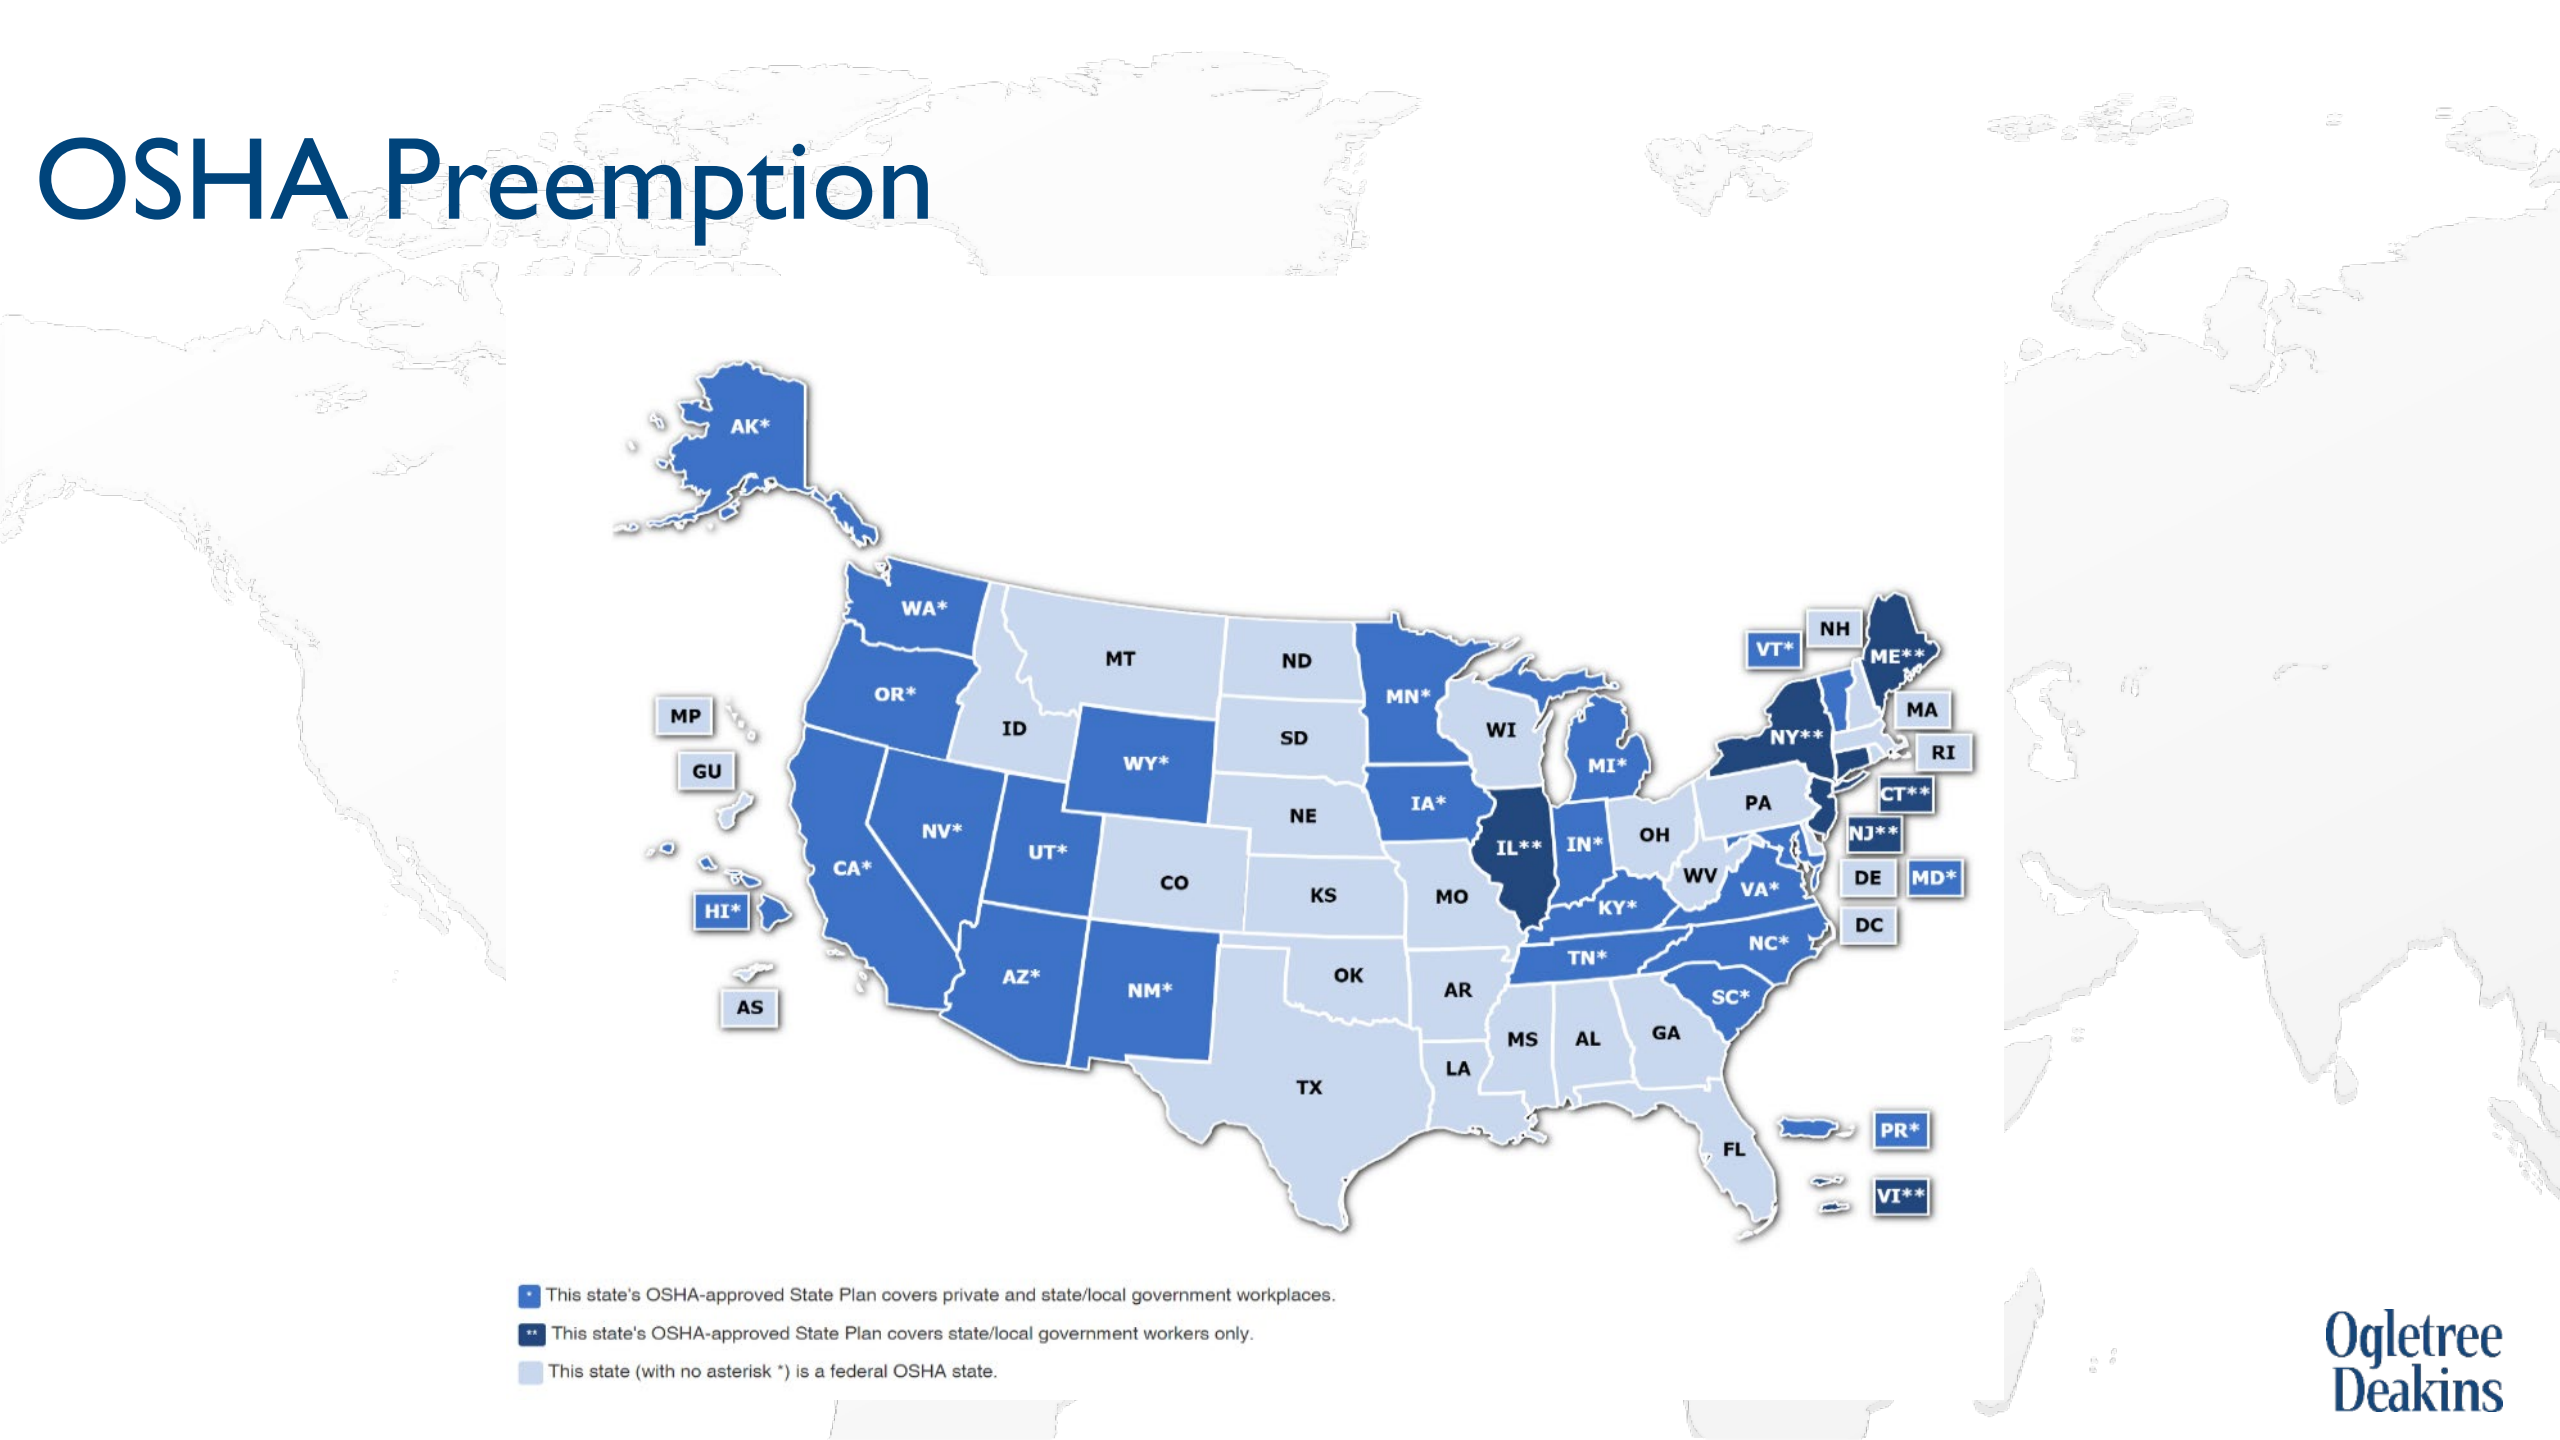 OSHA Preemption
AK*
WA*
MT
ND
OR*
ID
WY*
SD
MN*
WI
MI*
VT*
NH
ME**
MA
NY**
RI
CT**
PA
NJ**
MP
GU
NE
IA*
IL**
IN*
OH
NV*
UT*
CA*
CO
KS
MO
WV
VA*
DE
MD*
KY*
DC
HI*
NC*
TN*
AZ*
NM*
OK
AR
SC*
AS
MS
AL
GA
LA
TX
FL
PR*
VI**
* This state's OSHA-approved State Plan covers private and state/local government workplaces.
** This state's OSHA-approved State Plan covers state/local government workers only.
This state (with no asterisk *) is a federal OSHA state.
Ogletree
Deakins